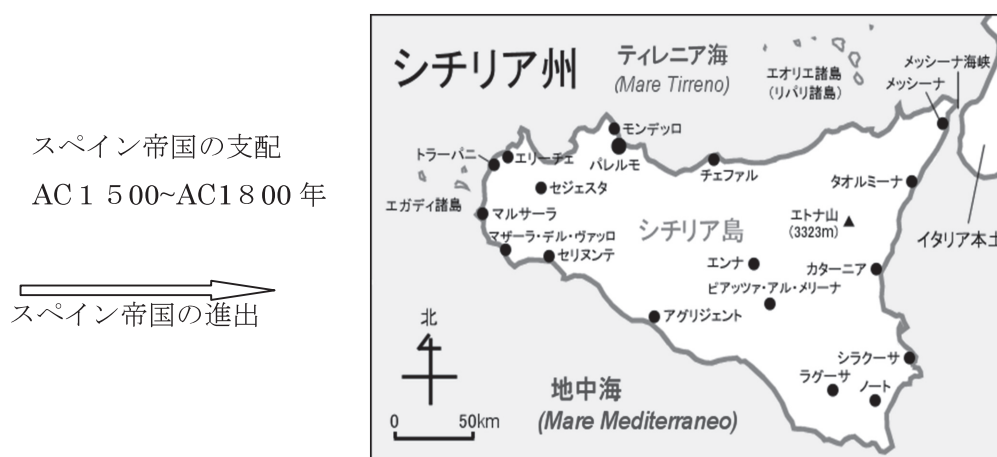 スペイン帝国の支配
AC１５00~AC1８00 年
スペイン帝国の進出
シチリア州
ティレニア海
(Mare Tirreno)
エオリエ諸島
(リパリ諸島)
メッシーナ海峡
メッシーナ
モンデッロ
パレルモ
トラーパニ
エリーチェ
チェファル
セジェスタ
タオルミーナ
エガディ諸島
マルサーラ
エトナ山
(3323m)
シチリア島
イタリア本土
マザーラ・デル・ヴァッロ
セリヌンテ
エンナ
カターニア
ピアッツァ・アル・メリーナ
アグリジェント
北
シラクーサ
ラグーサ
ノート
地中海
(Mare Mediterraneo)
0 50km